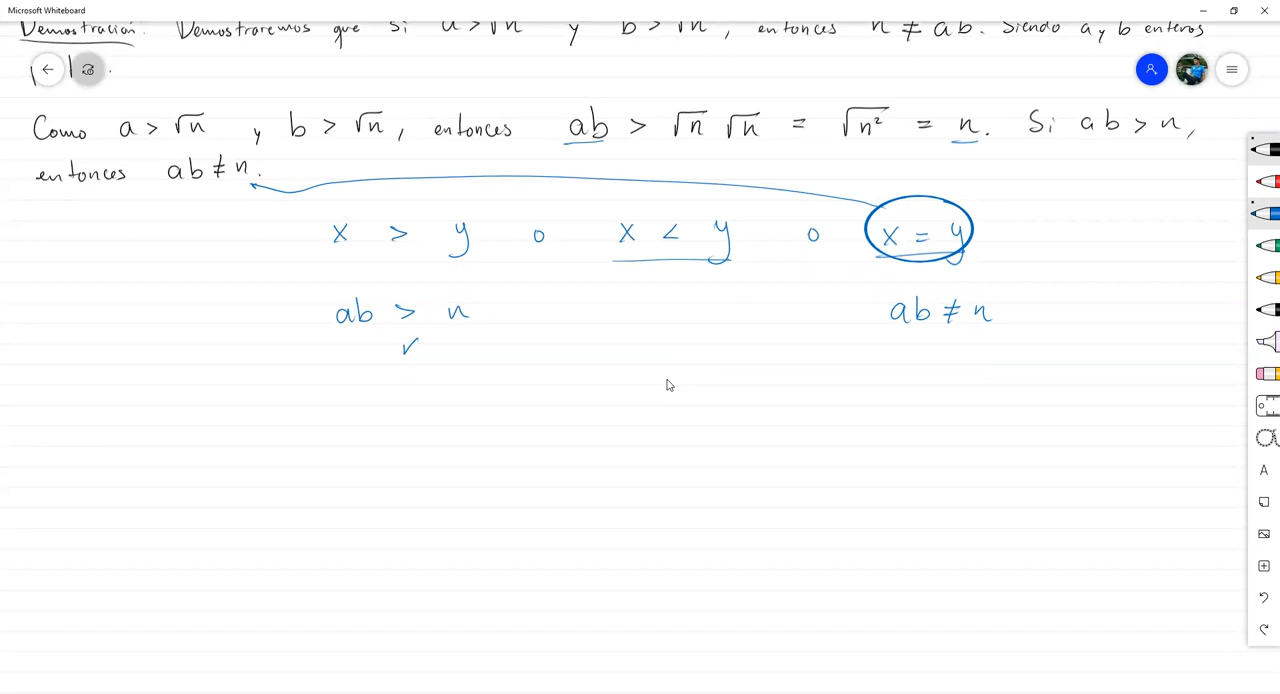 Microsoft Whiteboard
Demostración. Demostraremos que si a > √n y b > √n, entonces n ≠ ab. Siendo a y b enteros
Como a > √n y b > √n, entonces ab > √n √n = √n² = n. Si ab > n,
entonces ab ≠ n.
x > y o x < y o x = y
ab > n ab ≠ n
✓
A